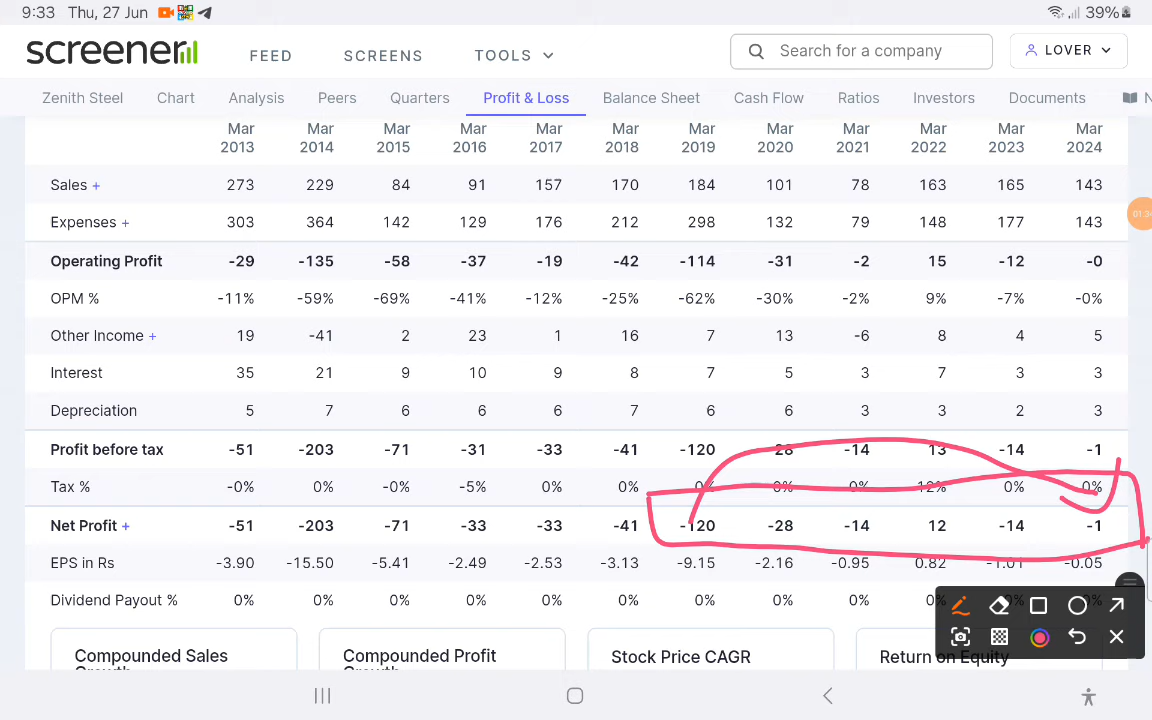 9:33 Thu, 27 Jun 39%
screener FEED SCREENS TOOLS Search for a company LOVER
Zenith Steel Chart Analysis Peers Quarters Profit & Loss Balance Sheet Cash Flow Ratios Investors Documents N
Mar Mar Mar Mar Mar Mar Mar Mar Mar Mar Mar Mar
2013 2014 2015 2016 2017 2018 2019 2020 2021 2022 2023 2024
Sales + 273 229 84 91 157 170 184 101 78 163 165 143
01:34
Expenses + 303 364 142 129 176 212 298 132 79 148 177 143
Operating Profit -29 -135 -58 -37 -19 -42 -114 -31 -2 15 -12 -0
OPM % -11% -59% -69% -41% -12% -25% -62% -30% -2% 9% -7% -0%
Other Income + 19 -41 2 23 1 16 7 13 -6 8 4 5
Interest 35 21 9 10 9 8 7 5 3 7 3 3
Depreciation 5 7 6 6 6 7 6 6 3 3 2 3
Profit before tax -51 -203 -71 -31 -33 -41 -120 -28 -14 13 -14 -1
Tax % -0% 0% -0% -5% 0% 0% 0% 0% 0% 12% 0% 0%
Net Profit + -51 -203 -71 -33 -33 -41 -120 -28 -14 12 -14 -1
EPS in Rs -3.90 -15.50 -5.41 -2.49 -2.53 -3.13 -9.15 -2.16 -0.95 0.82 -1.01 -0.05
Dividend Payout % 0% 0% 0% 0% 0% 0% 0% 0% 0% 0% 0% 0%
Compounded Sales Compounded Profit Stock Price CAGR Return on Equity
Growth Growth